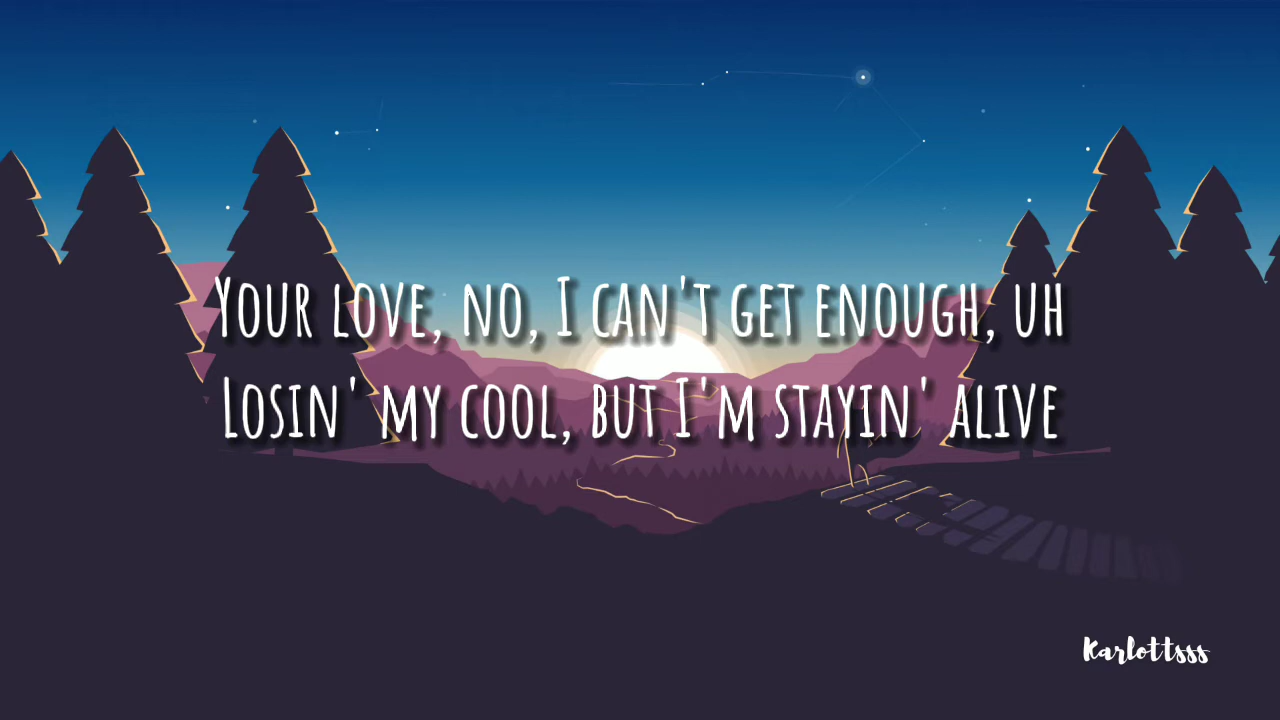 Your love, no, I can't get enough, uh
Losin' my cool, but I'm stayin' alive
Karlottsss